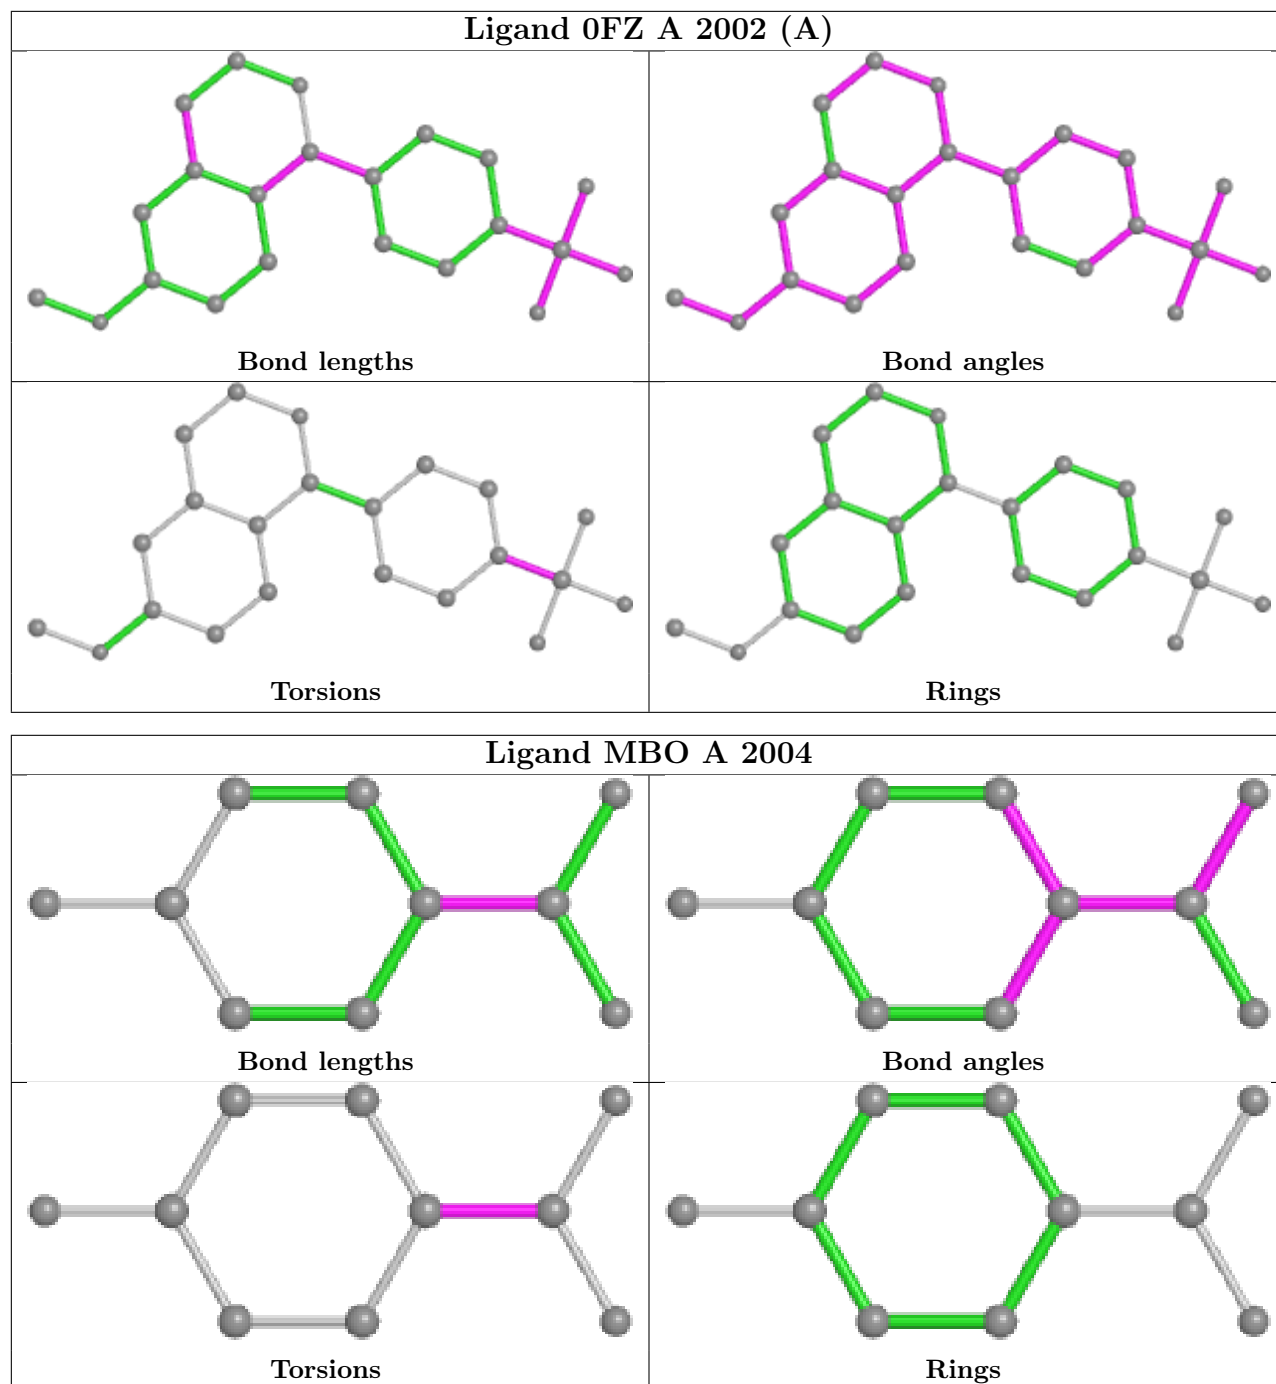 Ligand 0FZ A 2002 (A)
Bond lengths
Bond angles
Torsions
Rings
Ligand MBO A 2004
Bond lengths
Bond angles
Torsions
Rings